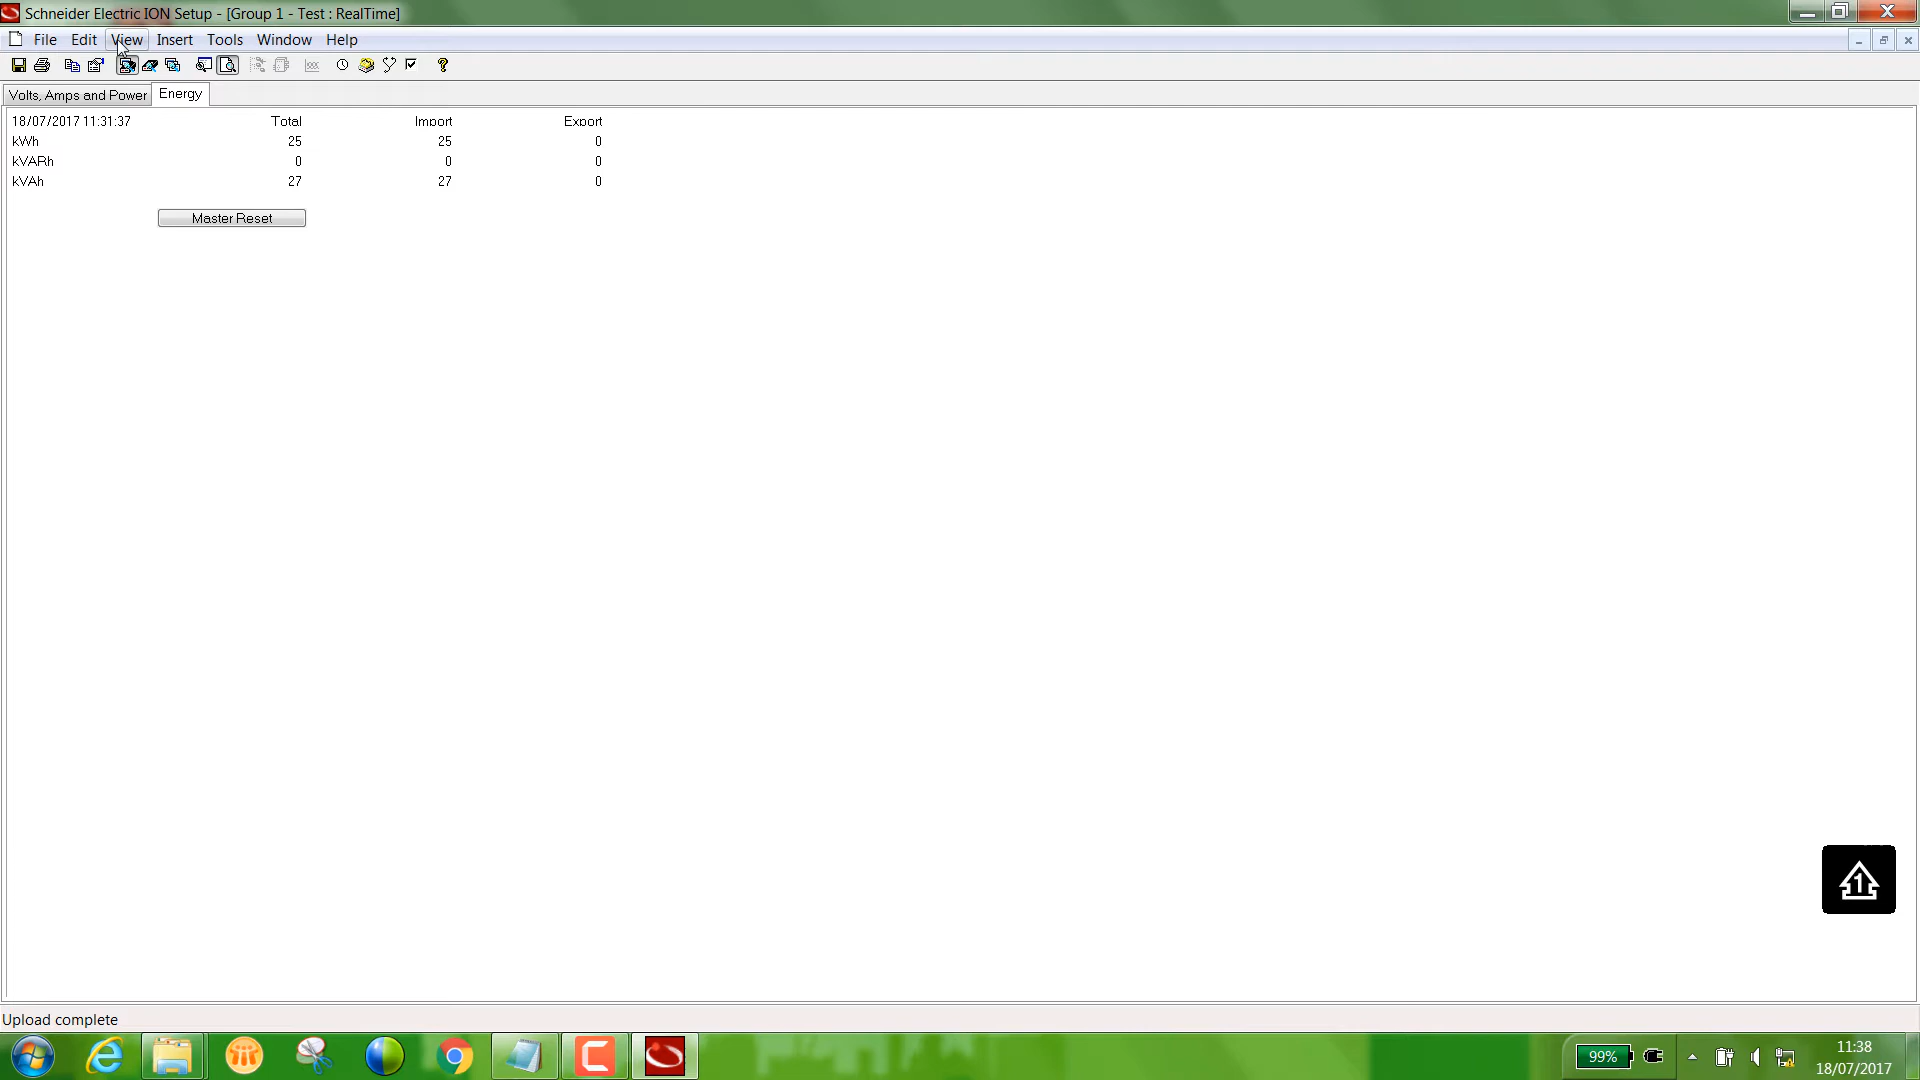 Schneider Electric ION Setup - [Group 1 - Test : RealTime]
File Edit View Insert Tools Window Help
Volts, Amps and Power Energy
18/07/2017 11:31:37 Total Import Export
kWh 25 25 0
kVARh 0 0 0
kVAh 27 27 0
Master Reset
1
Upload complete
99%
11:38
18/07/2017